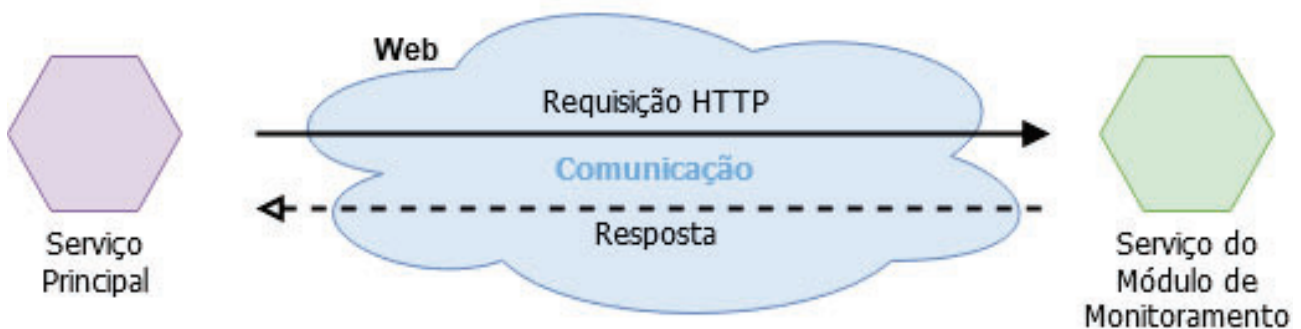 Web
Requisição HTTP
Comunicação
Resposta
Serviço
Principal
Serviço do
Módulo de
Monitoramento